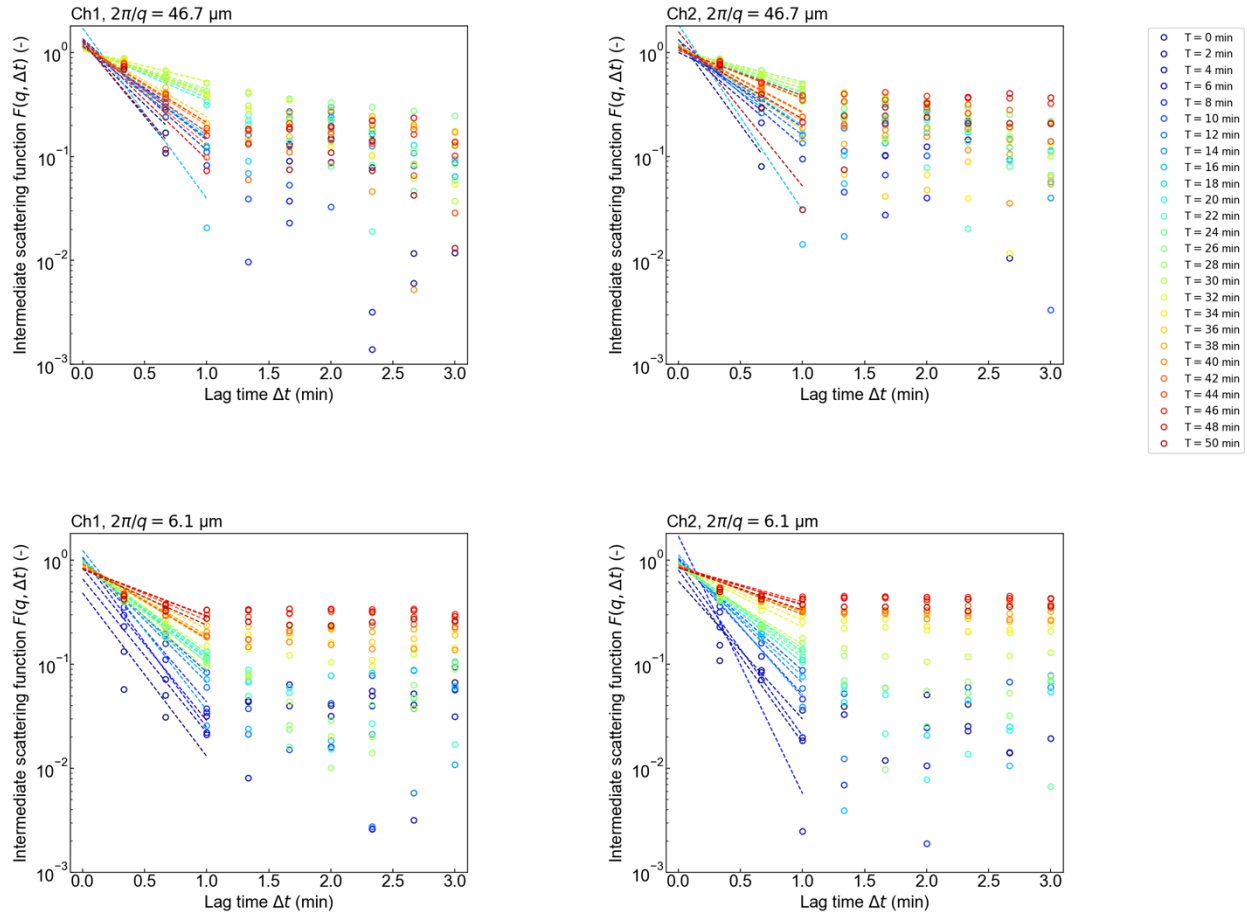 Ch1, 2π/q = 46.7 μm
Intermediate scattering function F(q, Δt) (-)
10⁰
10⁻¹
10⁻²
10⁻³
0.0 0.5 1.0 1.5 2.0 2.5 3.0
Lag time Δt (min)
Ch2, 2π/q = 46.7 μm
Intermediate scattering function F(q, Δt) (-)
10⁰
10⁻¹
10⁻²
10⁻³
0.0 0.5 1.0 1.5 2.0 2.5 3.0
Lag time Δt (min)
T = 0 min
T = 2 min
T = 4 min
T = 6 min
T = 8 min
T = 10 min
T = 12 min
T = 14 min
T = 16 min
T = 18 min
T = 20 min
T = 22 min
T = 24 min
T = 26 min
T = 28 min
T = 30 min
T = 32 min
T = 34 min
T = 36 min
T = 38 min
T = 40 min
T = 42 min
T = 44 min
T = 46 min
T = 48 min
T = 50 min
Ch1, 2π/q = 6.1 μm
Intermediate scattering function F(q, Δt) (-)
10⁰
10⁻¹
10⁻²
10⁻³
0.0 0.5 1.0 1.5 2.0 2.5 3.0
Lag time Δt (min)
Ch2, 2π/q = 6.1 μm
Intermediate scattering function F(q, Δt) (-)
10⁰
10⁻¹
10⁻²
10⁻³
0.0 0.5 1.0 1.5 2.0 2.5 3.0
Lag time Δt (min)